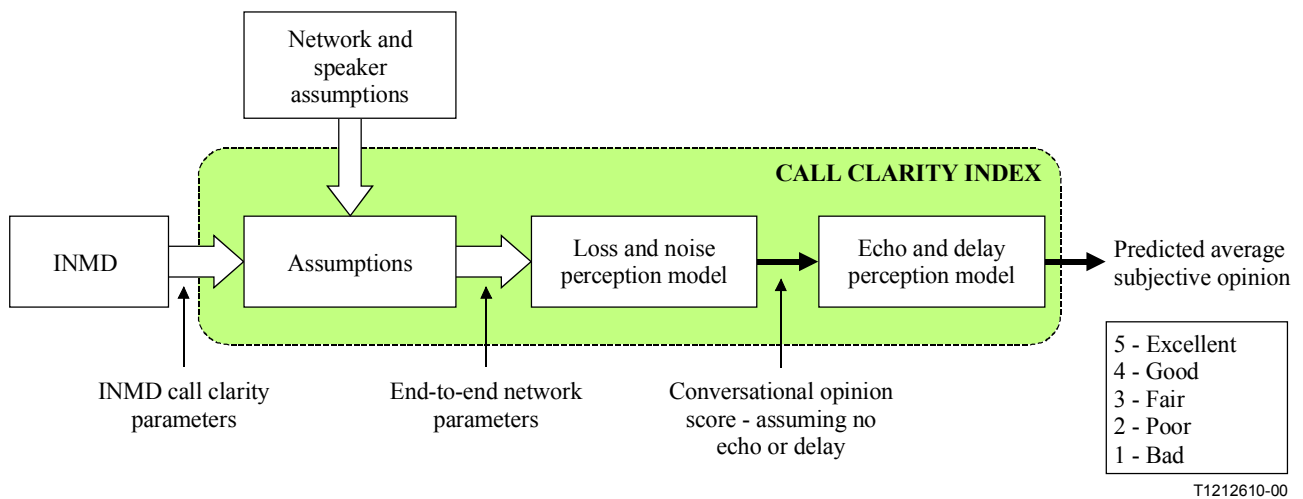 Network and
speaker
assumptions
CALL CLARITY INDEX
INMD
Assumptions
Loss and noise
perception model
Echo and delay
perception model
Predicted average
subjective opinion
INMD call clarity
parameters
End-to-end network
parameters
Conversational opinion
score - assuming no
echo or delay
5 - Excellent
4 - Good
3 - Fair
2 - Poor
1 - Bad
T1212610-00